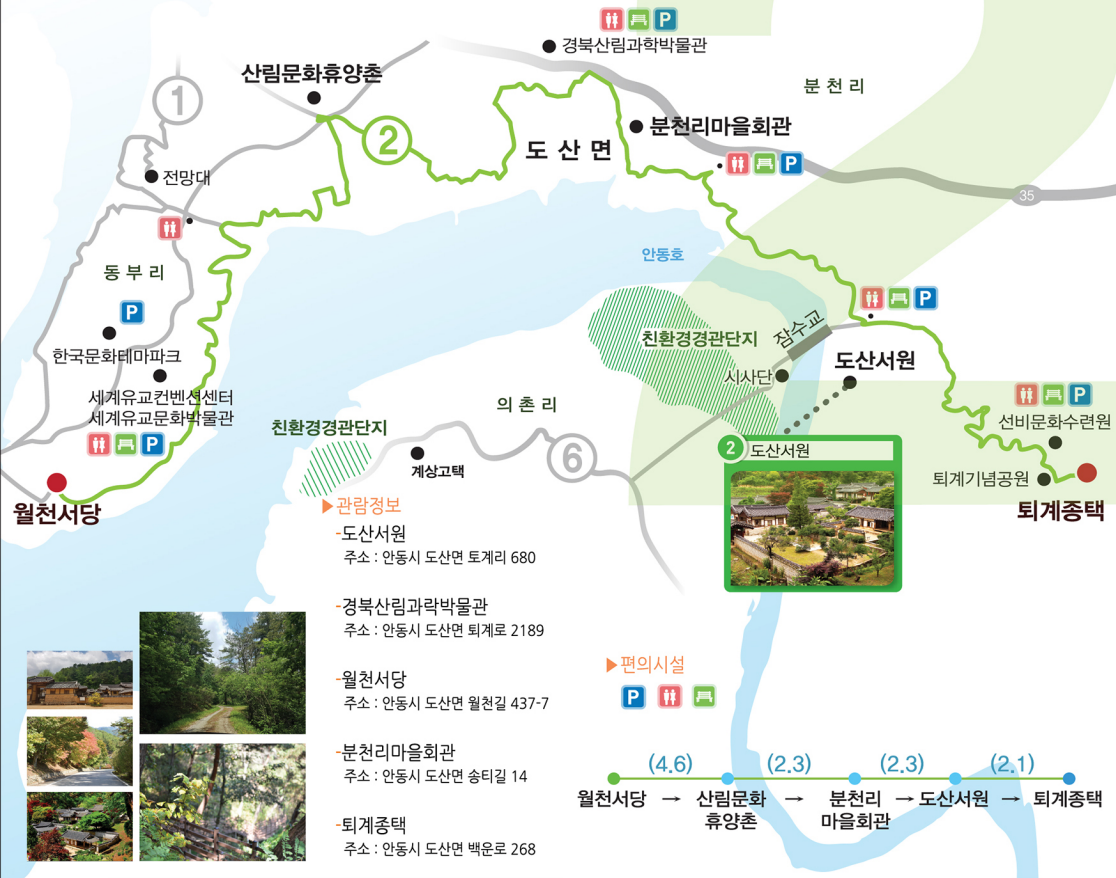 경북산림과학박물관
P
분 천 리
산림문화휴양촌
1
2
분천리마을회관
도 산 면
P
전망대
35
안동호
동 부 리
P
P
한국문화테마파크
친환경경관단지
잠수교
시사단
도산서원
세계유교컨벤션센터
세계유교문화박물관
P
P
선비문화수련원
의 촌 리
친환경경관단지
계상고택
6
2 도산서원
퇴계기념공원
퇴계종택
월천서당
▶관람정보
-도산서원
주소 : 안동시 도산면 토계리 680
-경북산림과락박물관
주소 : 안동시 도산면 퇴계로 2189
-월천서당
주소 : 안동시 도산면 월천길 437-7
-분천리마을회관
주소 : 안동시 도산면 송티길 14
-퇴계종택
주소 : 안동시 도산면 백운로 268
▶편의시설
P
(4.6) (2.3) (2.3) (2.1)
월천서당 → 산림문화휴양촌 → 분천리마을회관 → 도산서원 → 퇴계종택